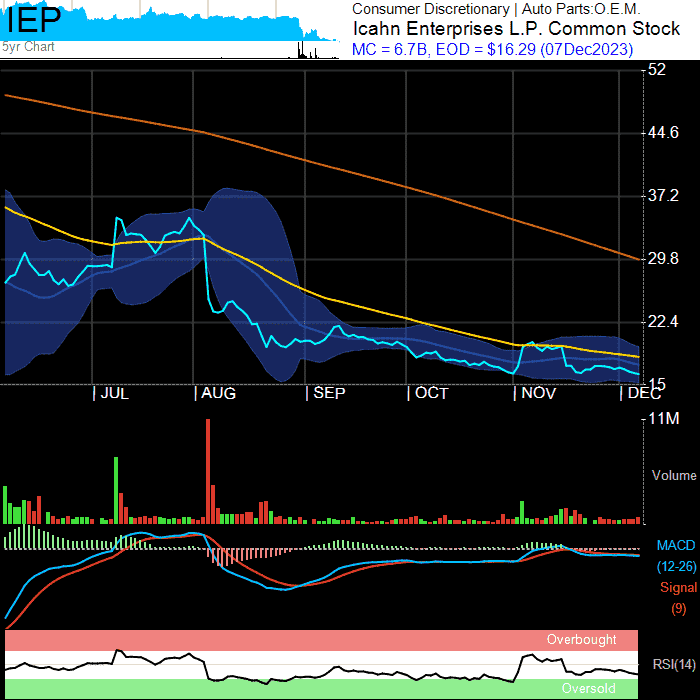 IEP
5yr Chart
Consumer Discretionary | Auto Parts:O.E.M.
Icahn Enterprises L.P. Common Stock
MC = 6.7B, EOD = $16.29 (07Dec2023)
52
44.6
37.2
29.8
22.4
15
| JUL | AUG | SEP | OCT | NOV | DEC
11M
Volume
MACD
(12-26)
Signal
(9)
Overbought
RSI(14)
Oversold